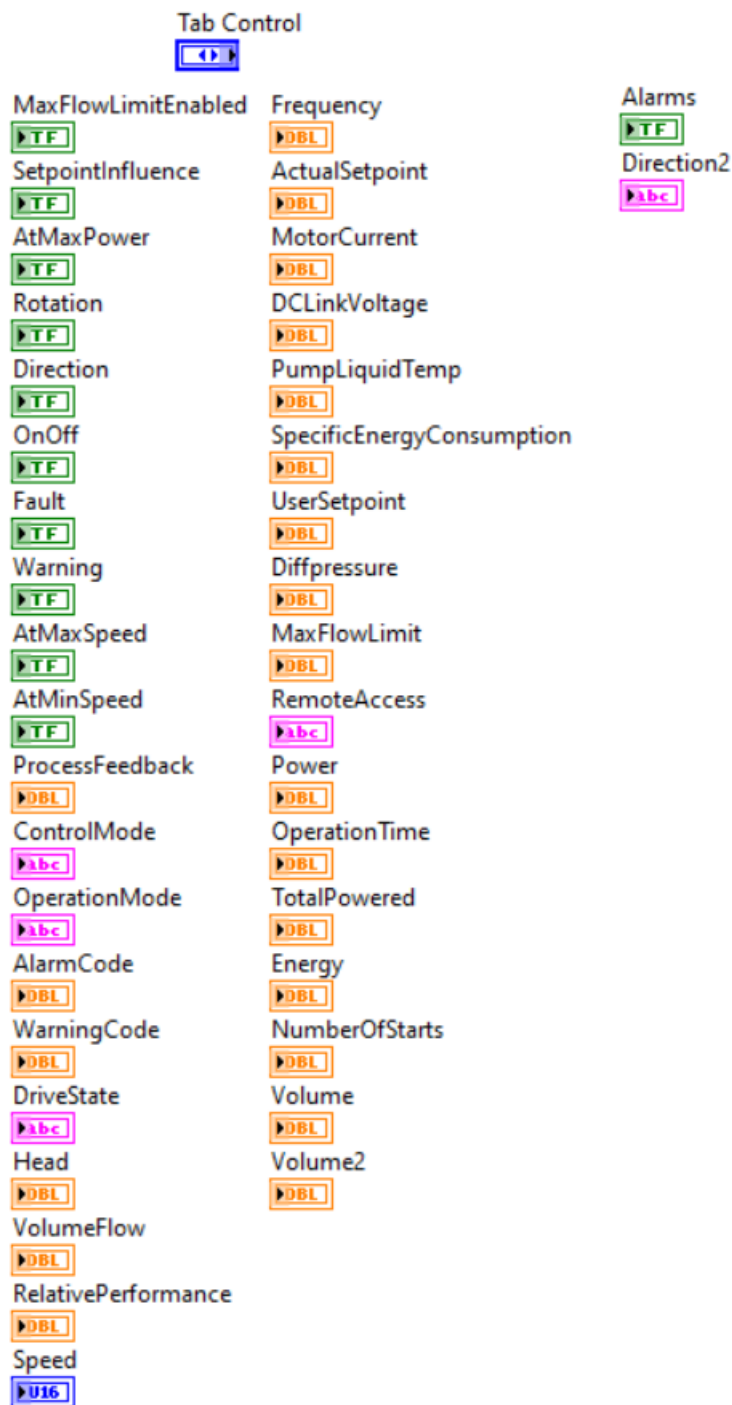 Tab Control
MaxFlowLimitEnabled
TF
SetpointInfluence
TF
AtMaxPower
TF
Rotation
TF
Direction
TF
OnOff
TF
Fault
TF
Warning
TF
AtMaxSpeed
TF
AtMinSpeed
TF
ProcessFeedback
DBL
ControlMode
abc
OperationMode
abc
AlarmCode
DBL
WarningCode
DBL
DriveState
abc
Head
DBL
VolumeFlow
DBL
RelativePerformance
DBL
Speed
U16
Frequency
DBL
ActualSetpoint
DBL
MotorCurrent
DBL
DCLinkVoltage
DBL
PumpLiquidTemp
DBL
SpecificEnergyConsumption
DBL
UserSetpoint
DBL
Diffpressure
DBL
MaxFlowLimit
DBL
RemoteAccess
abc
Power
DBL
OperationTime
DBL
TotalPowered
DBL
Energy
DBL
NumberOfStarts
DBL
Volume
DBL
Volume2
DBL
Alarms
TF
Direction2
abc